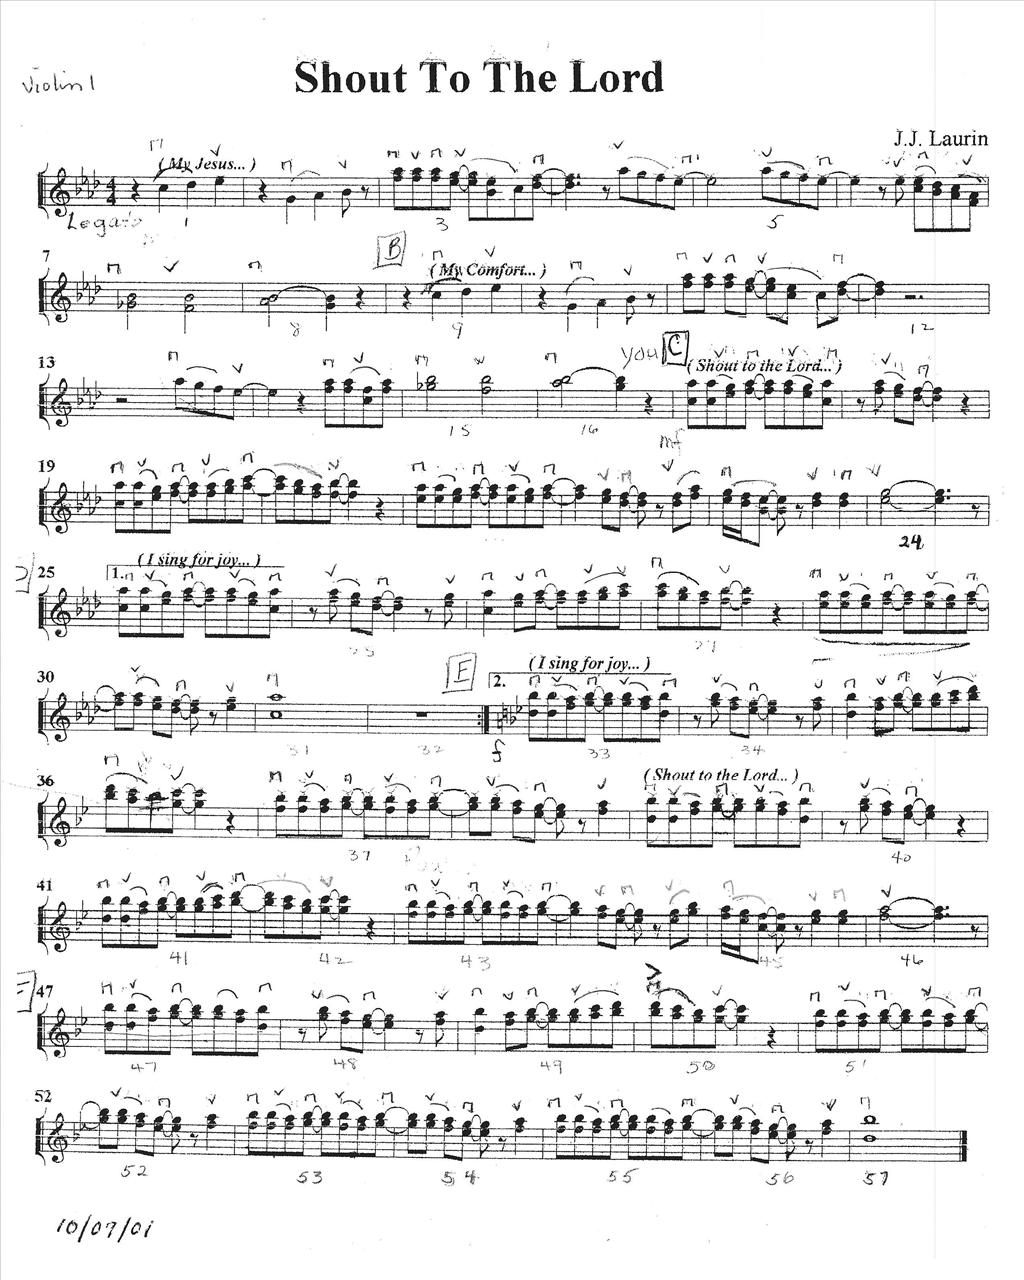 Violin 1
Shout To The Lord
J.J. Laurin
( My Jesus... )
Legato
1 3 5
7
B
( My Comfort... )
8 9 12
13
you
C
( Shout to the Lord... )
15 16
mf
19
24
25
( I sing for joy... )
1.
30
E
( I sing for joy... )
2.
31 32
f
33 34
36
( Shout to the Lord... )
37 40
41
41 42 43 45 46
47
47 48 49 50 51
52
52 53 54 55 56 57
10/07/01